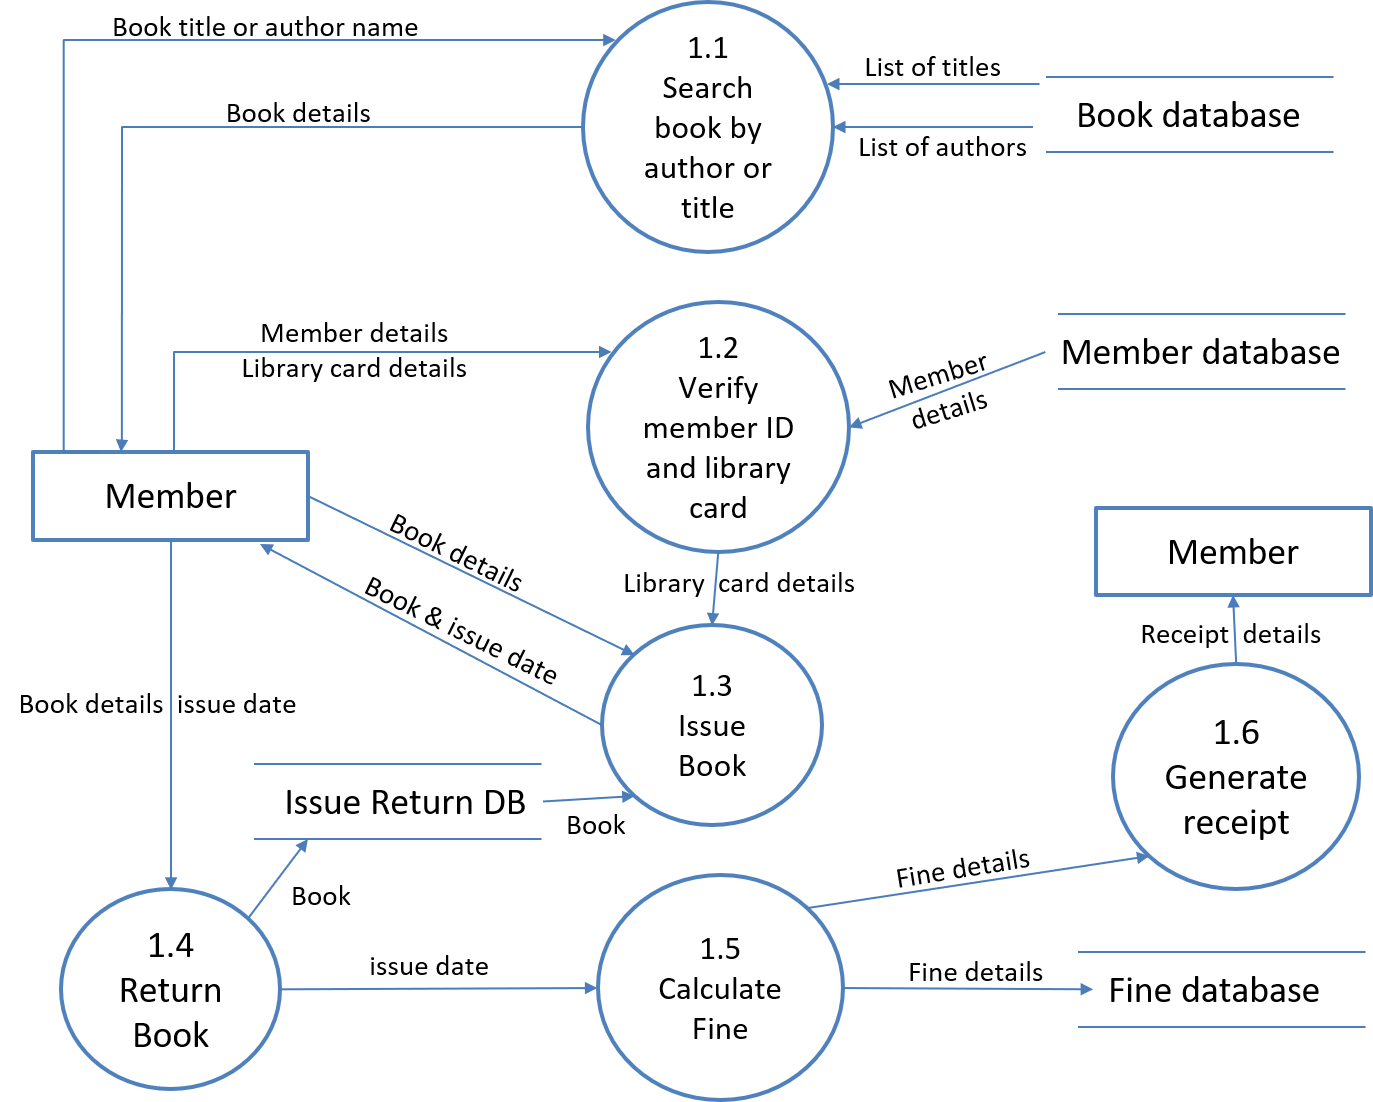 Book title or author name
1.1
Search
book by
author or
title
List of titles
Book database
List of authors
Book details
Member details
Library card details
1.2
Verify
member ID
and library
card
Member
details
Member database
Member
Book details
Book & issue date
Library card details
Member
Receipt details
1.3
Issue
Book
1.6
Generate
receipt
Book details issue date
Issue Return DB
Book
Book
Fine details
1.4
Return
Book
issue date
1.5
Calculate
Fine
Fine details
Fine database